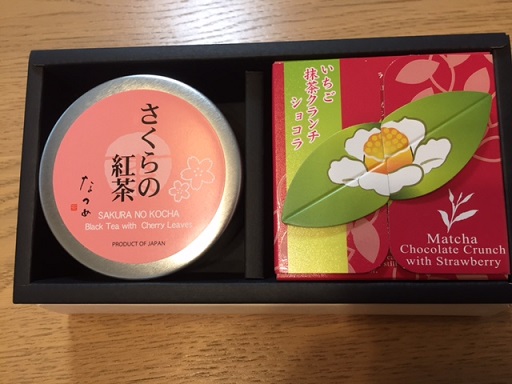 さくらの
紅茶
なつめ
SAKURA NO KOCHA
Black Tea with Cherry Leaves
PRODUCT OF JAPAN
いちご
抹茶クランチ
ショコラ
Matcha
Chocolate Crunch
with Strawberry